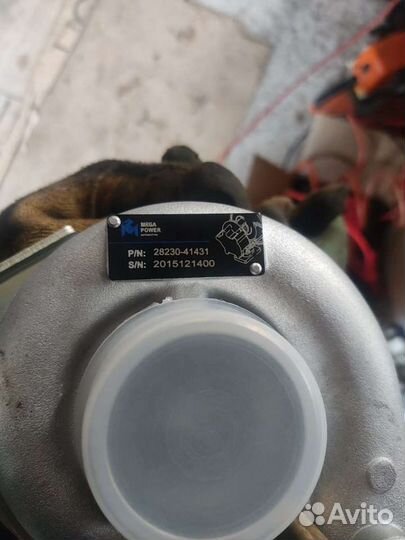 MEGA
POWER
P/N: 28230-41431
S/N: 2015121400
Avito